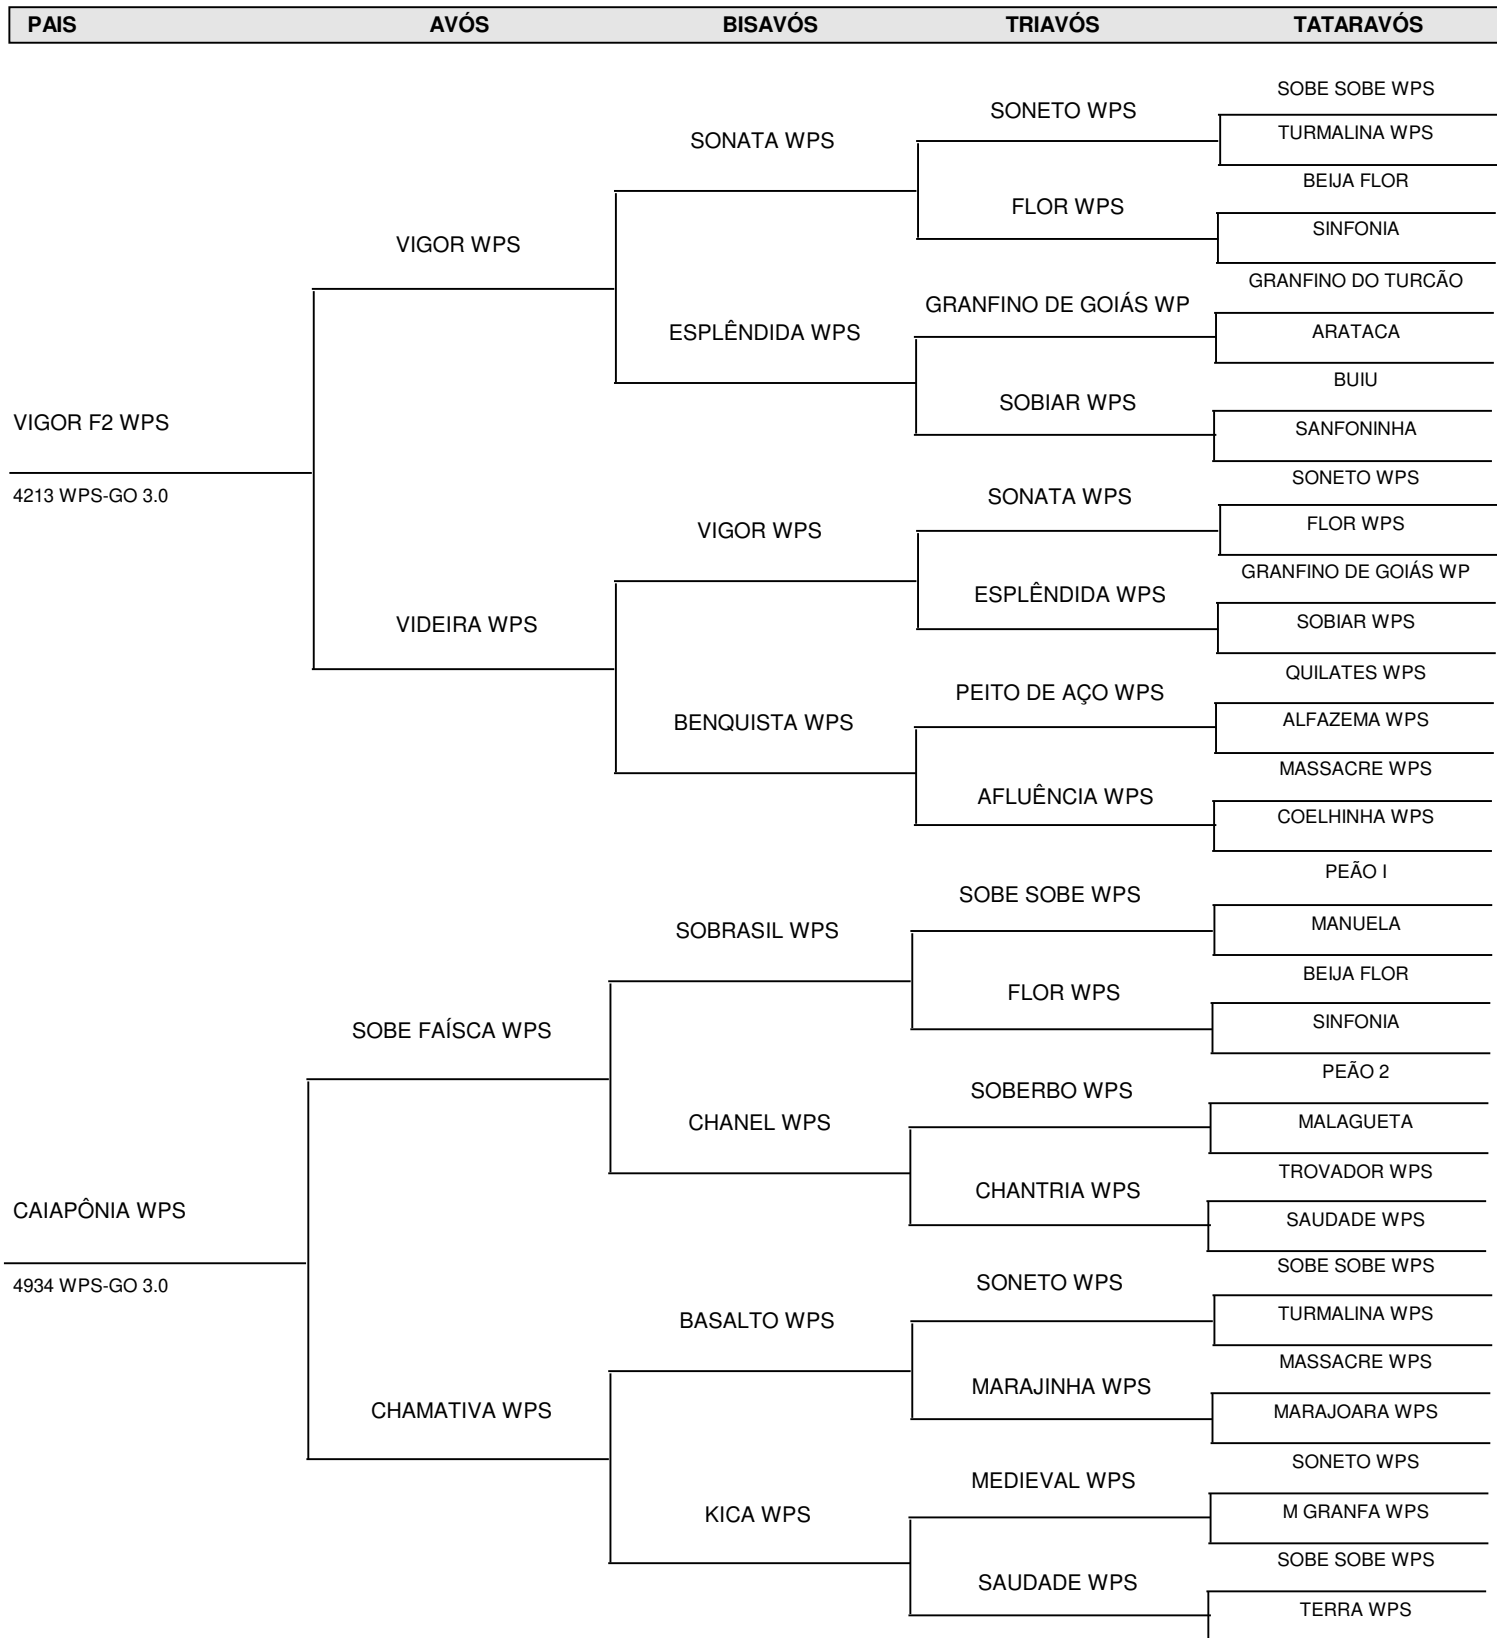 PAIS AVÓS BISAVÓS TRIAVÓS TATARAVÓS
SOBE SOBE WPS
SONETO WPS
TURMALINA WPS
SONATA WPS
BEIJA FLOR
FLOR WPS
SINFONIA
VIGOR WPS
GRANFINO DO TURCÃO
GRANFINO DE GOIÁS WP
ARATACA
ESPLÊNDIDA WPS
BUIU
SOBIAR WPS
SANFONINHA
VIGOR F2 WPS
4213 WPS-GO 3.0
SONETO WPS
SONATA WPS
FLOR WPS
VIGOR WPS
GRANFINO DE GOIÁS WP
ESPLÊNDIDA WPS
SOBIAR WPS
VIDEIRA WPS
QUILATES WPS
PEITO DE AÇO WPS
ALFAZEMA WPS
BENQUISTA WPS
MASSACRE WPS
AFLUÊNCIA WPS
COELHINHA WPS
PEÃO I
SOBE SOBE WPS
MANUELA
SOBRASIL WPS
BEIJA FLOR
FLOR WPS
SINFONIA
SOBE FAÍSCA WPS
PEÃO 2
SOBERBO WPS
MALAGUETA
CHANEL WPS
TROVADOR WPS
CHANTRIA WPS
SAUDADE WPS
CAIAPÔNIA WPS
4934 WPS-GO 3.0
SOBE SOBE WPS
SONETO WPS
TURMALINA WPS
BASALTO WPS
MASSACRE WPS
MARAJINHA WPS
MARAJOARA WPS
CHAMATIVA WPS
SONETO WPS
MEDIEVAL WPS
M GRANFA WPS
KICA WPS
SOBE SOBE WPS
SAUDADE WPS
TERRA WPS